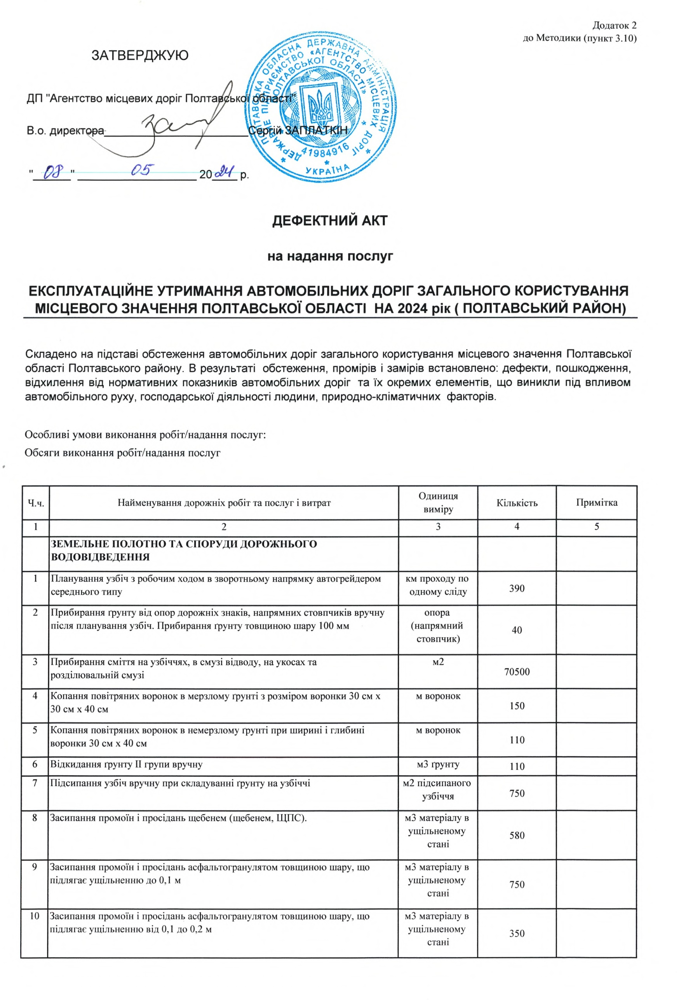 Додаток 2
до Методики (пункт 3.10)
ЗАТВЕРДЖУЮ
ДП "Агентство місцевих доріг Полтавської області"
В.о. директора Сергій ЗАПЛАТКІН
"08" 05 2024 р.
ПОЛТАВСЬКА ОБЛАСНА ДЕРЖАВНА АДМІНІСТРАЦІЯ
ДЕРЖАВНЕ ПІДПРИЄМСТВО «АГЕНТСТВО МІСЦЕВИХ ДОРІГ
ПОЛТАВСЬКОЇ ОБЛАСТІ»
* 41984916 *
* УКРАЇНА *
ДЕФЕКТНИЙ АКТ
на надання послуг
ЕКСПЛУАТАЦІЙНЕ УТРИМАННЯ АВТОМОБІЛЬНИХ ДОРІГ ЗАГАЛЬНОГО КОРИСТУВАННЯ
МІСЦЕВОГО ЗНАЧЕННЯ ПОЛТАВСЬКОЇ ОБЛАСТІ НА 2024 рік ( ПОЛТАВСЬКИЙ РАЙОН)
Складено на підставі обстеження автомобільних доріг загального користування місцевого значення Полтавської
області Полтавського району. В результаті обстеження, промірів і замірів встановлено: дефекти, пошкодження,
відхилення від нормативних показників автомобільних доріг та їх окремих елементів, що виникли під впливом
автомобільного руху, господарської діяльності людини, природно-кліматичних факторів.
Особливі умови виконання робіт/надання послуг:
Обсяги виконання робіт/надання послуг
Ч.ч.
Найменування дорожніх робіт та послуг і витрат
Одиниця
виміру
Кількість
Примітка
1 2 3 4 5
ЗЕМЕЛЬНЕ ПОЛОТНО ТА СПОРУДИ ДОРОЖНЬОГО
ВОДОВІДВЕДЕННЯ
1
Планування узбіч з робочим ходом в зворотньому напрямку автогрейдером
середнього типу
км проходу по
одному сліду
390
2
Прибирання ґрунту від опор дорожніх знаків, напрямних стовпчиків вручну
після планування узбіч. Прибирання ґрунту товщиною шару 100 мм
опора
(напрямний
стовпчик)
40
3
Прибирання сміття на узбіччях, в смузі відводу, на укосах та
розділювальній смузі
м2
70500
4
Копання повітряних воронок в мерзлому ґрунті з розміром воронки 30 см х
30 см х 40 см
м воронок
150
5
Копання повітряних воронок в немерзлому ґрунті при ширині і глибині
воронки 30 см х 40 см
м воронок
110
6
Відкидання ґрунту II групи вручну
м3 ґрунту
110
7
Підсипання узбіч вручну при складуванні ґрунту на узбіччі
м2 підсипаного
узбіччя
750
8
Засипання промоїн і просідань щебенем (щебенем, ЩПС).
м3 матеріалу в
ущільненому
стані
580
9
Засипання промоїн і просідань асфальтогранулятом товщиною шару, що
підлягає ущільненню до 0,1 м
м3 матеріалу в
ущільненому
стані
750
10
Засипання промоїн і просідань асфальтогранулятом товщиною шару, що
підлягає ущільненню від 0,1 до 0,2 м
м3 матеріалу в
ущільненому
стані
350